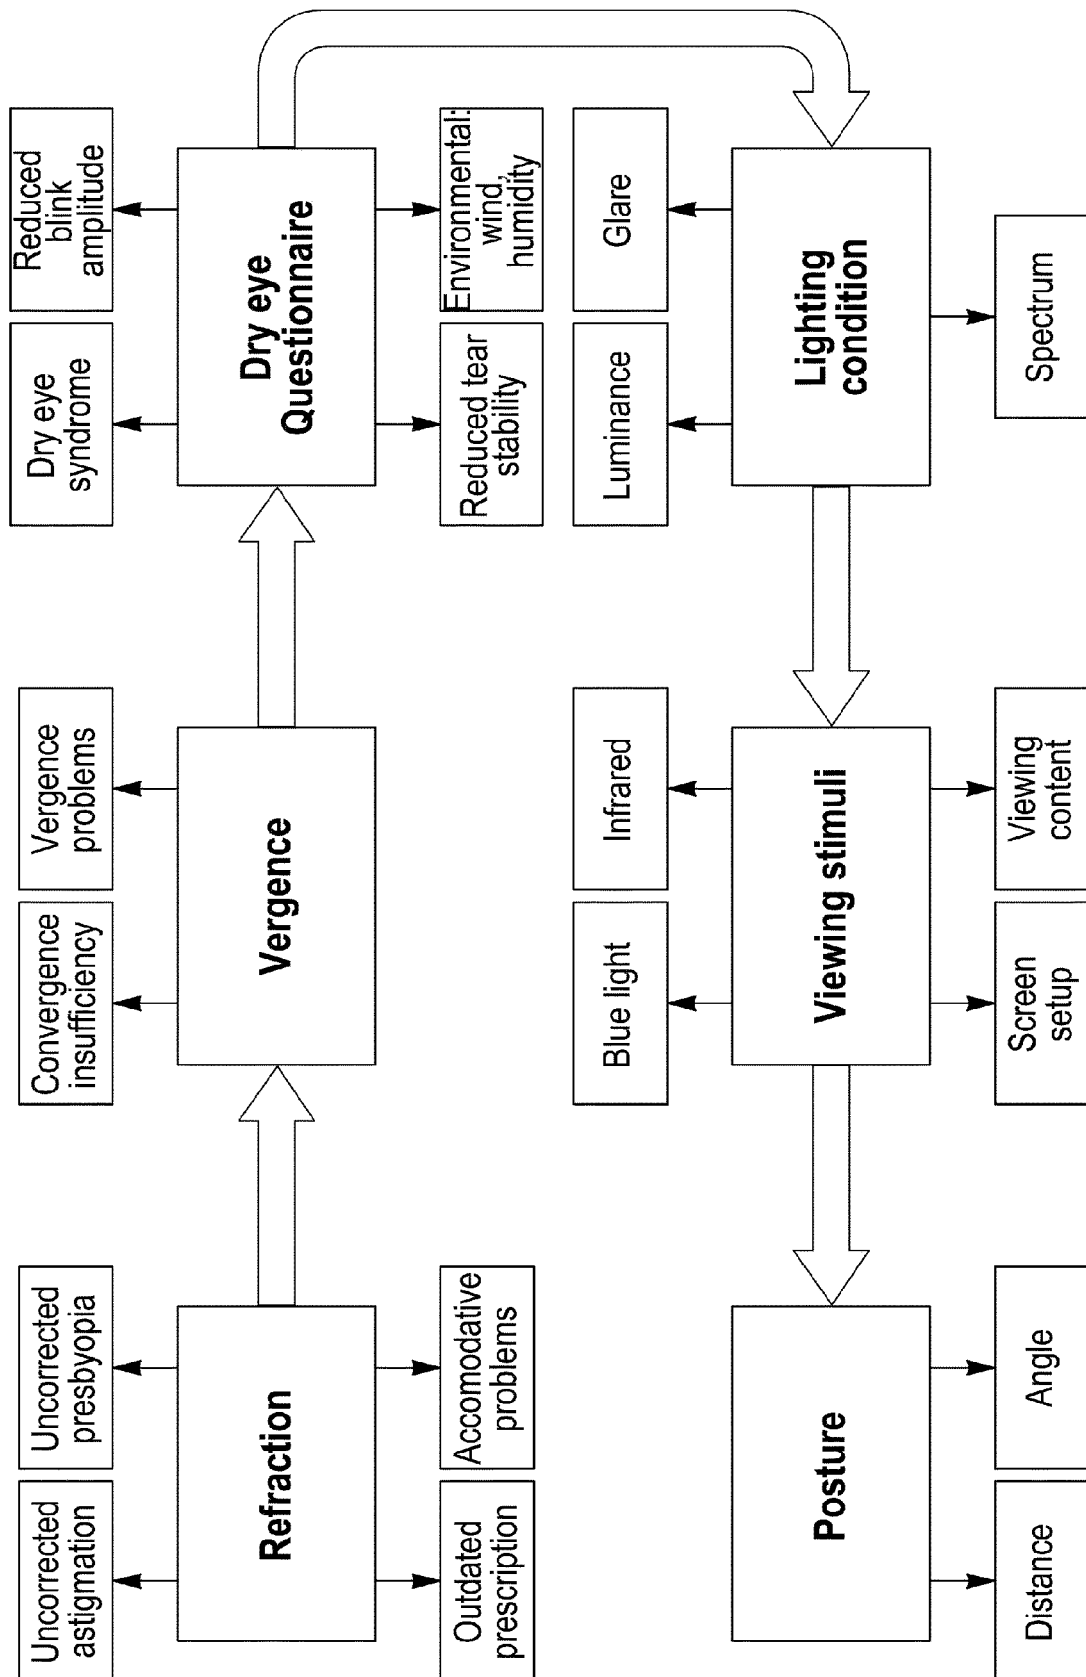 Uncorrected
astigmation
Uncorrected
presbyopia
Convergence
insufficiency
Vergence
problems
Dry eye
syndrome
Reduced
blink
amplitude
Refraction
Vergence
Dry eye
Questionnaire
Outdated
prescription
Accomodative
problems
Reduced tear
stability
Environmental:
wind,
humidity
Blue light
Infrared
Luminance
Glare
Posture
Viewing stimuli
Lighting
condition
Distance
Angle
Screen
setup
Viewing
content
Spectrum